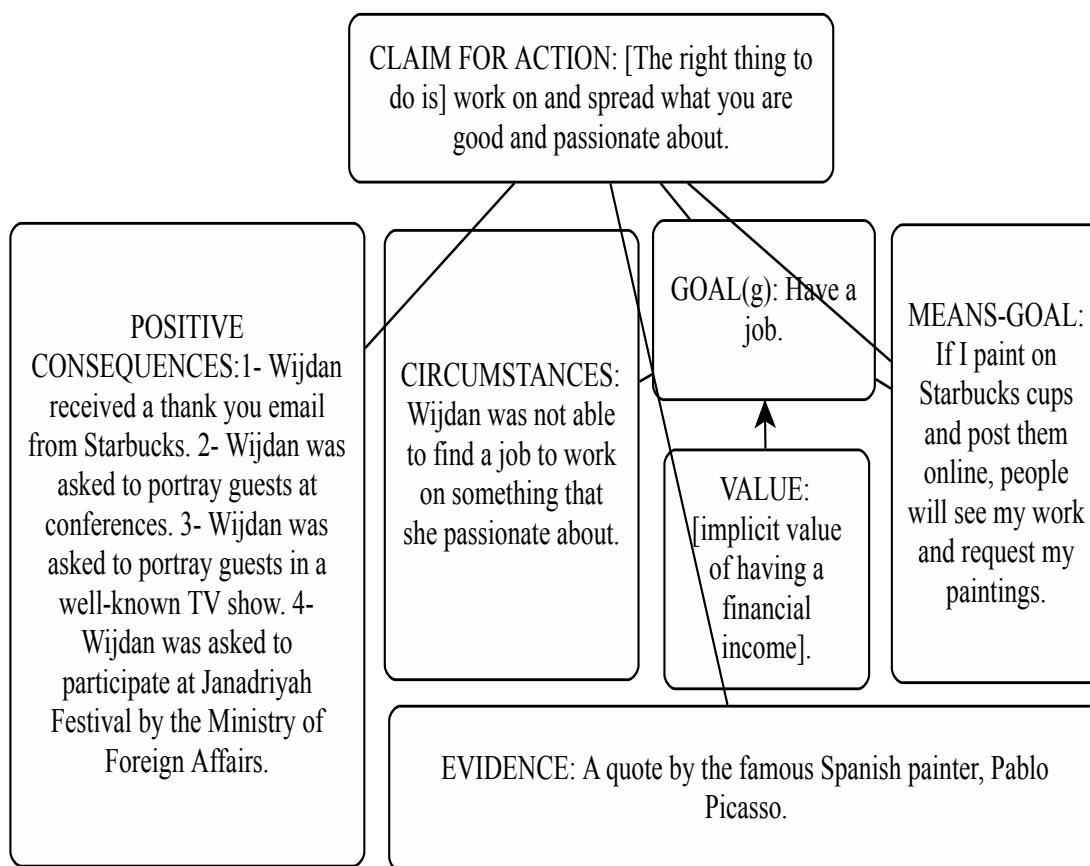 CLAIM FOR ACTION: [The right thing to
do is] work on and spread what you are
good and passionate about.
POSITIVE
CONSEQUENCES:1- Wijdan
received a thank you email
from Starbucks. 2- Wijdan was
asked to portray guests at
conferences. 3- Wijdan was
asked to portray guests in a
well-known TV show. 4-
Wijdan was asked to
participate at Janadriyah
Festival by the Ministry of
Foreign Affairs.
CIRCUMSTANCES:
Wijdan was not able
to find a job to work
on something that
she passionate about.
GOAL(g): Have a
job.
VALUE:
[implicit value
of having a
financial
income].
MEANS-GOAL:
If I paint on
Starbucks cups
and post them
online, people
will see my work
and request my
paintings.
EVIDENCE: A quote by the famous Spanish painter, Pablo
Picasso.